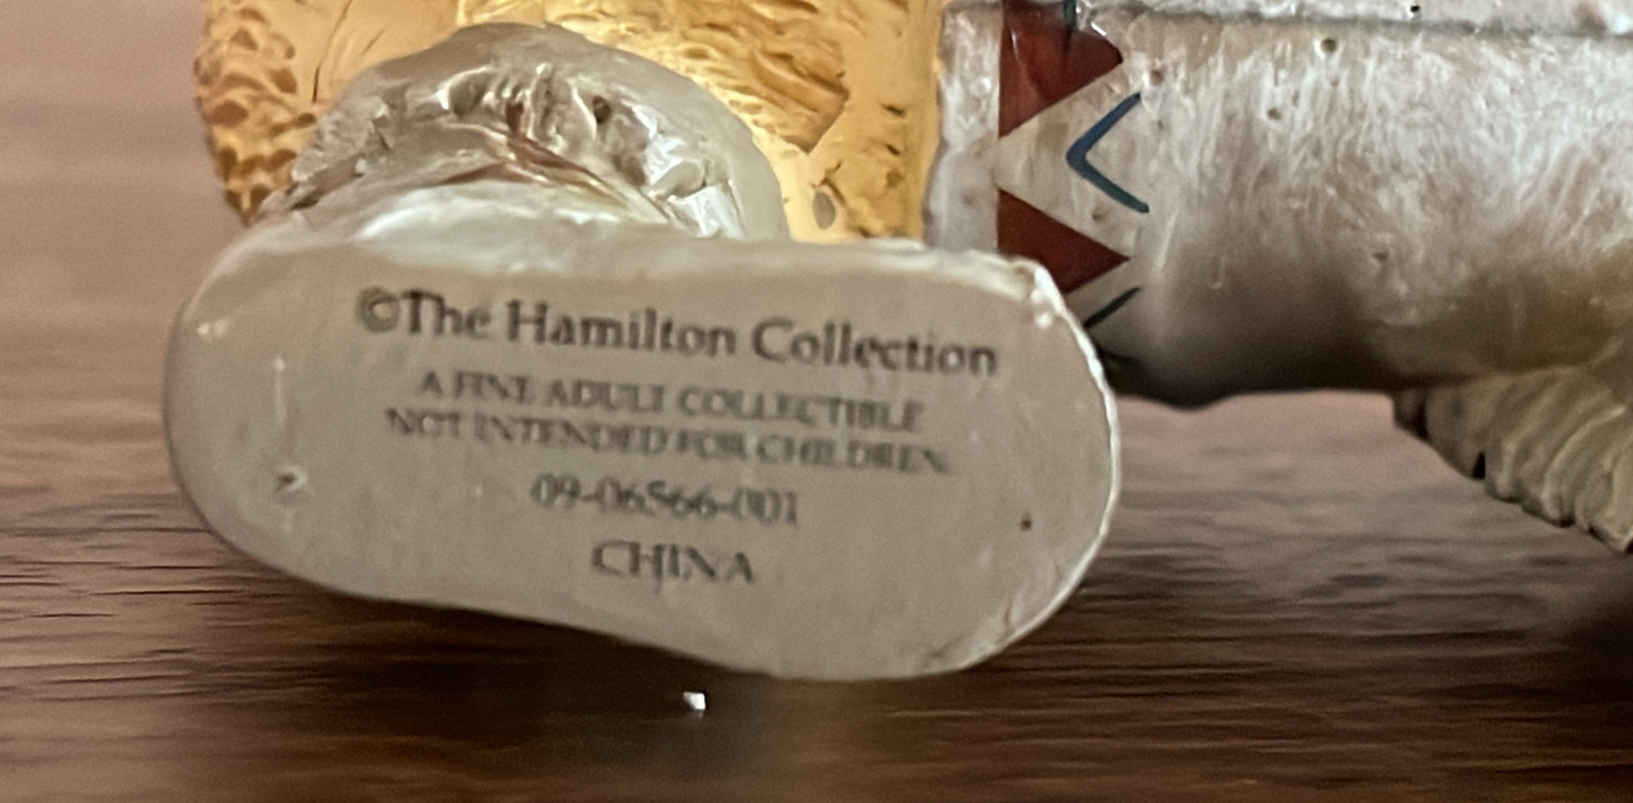 ©The Hamilton Collection
A FINE ADULT COLLECTIBLE
NOT INTENDED FOR CHILDREN
09-06566-001
CHINA